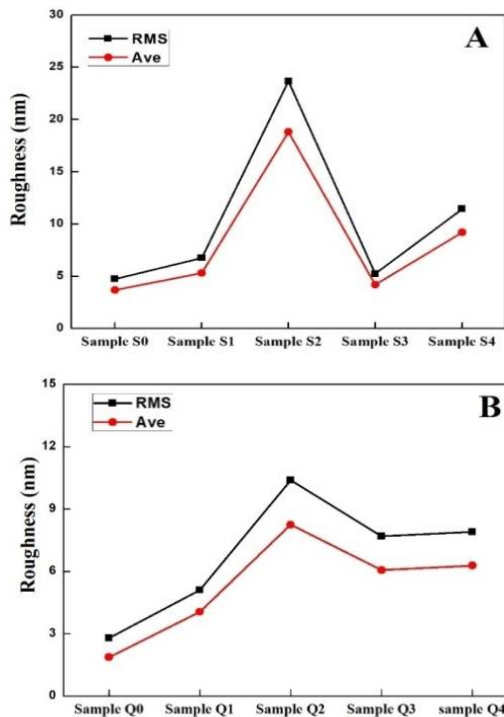 30
RMS
Ave
A
25
20
15
10
5
0
Roughness (nm)
Sample S0 Sample S1 Sample S2 Sample S3 Sample S4
15
RMS
Ave
B
12
9
6
3
0
Roughness (nm)
Sample Q0 Sample Q1 Sample Q2 Sample Q3 sample Q4